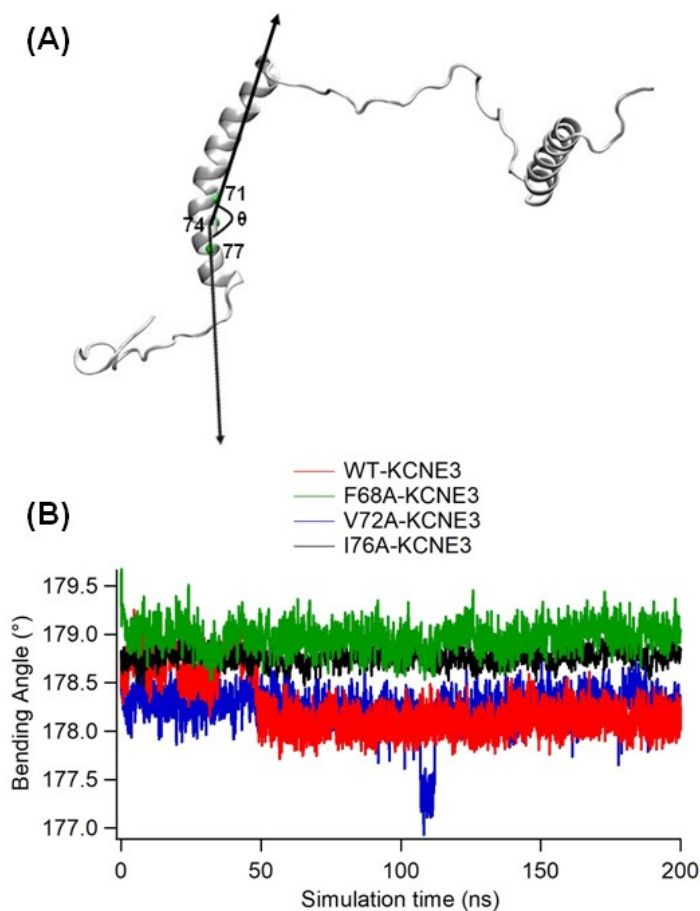 (A)
71
74
θ
77
WT-KCNE3
F68A-KCNE3
V72A-KCNE3
I76A-KCNE3
(B)
179.5
179.0
178.5
178.0
177.5
177.0
Bending Angle (°)
0 50 100 150 200
Simulation time (ns)